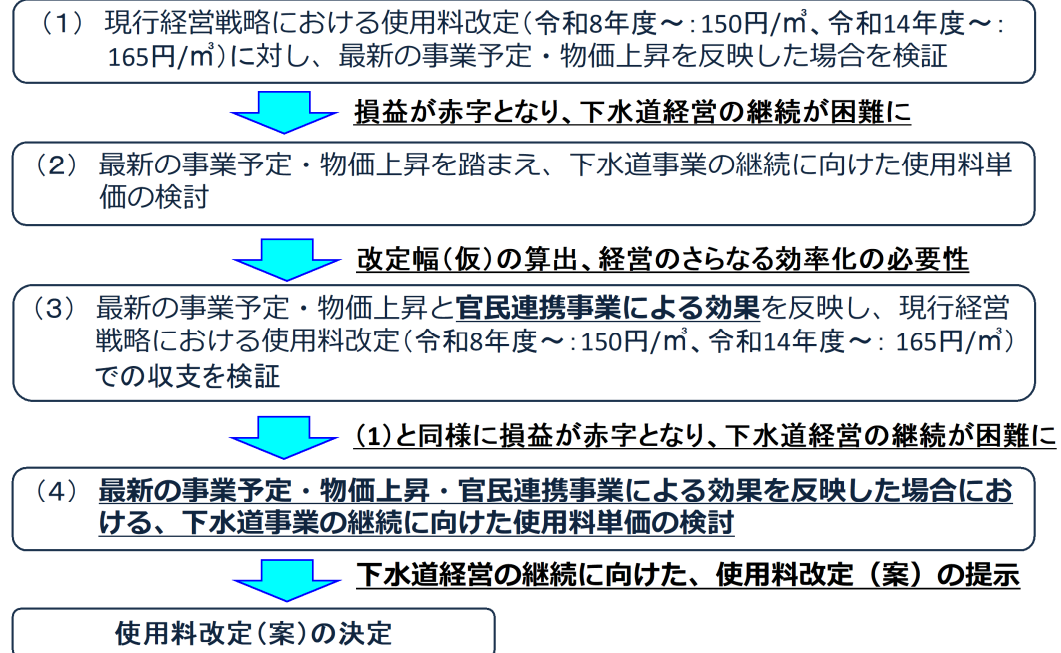 (1) 現行経営戦略における使用料改定(令和8年度～：150円/㎥、令和14年度～：
165円/㎥)に対し、最新の事業予定・物価上昇を反映した場合を検証
損益が赤字となり、下水道経営の継続が困難に
(2) 最新の事業予定・物価上昇を踏まえ、下水道事業の継続に向けた使用料単
価の検討
改定幅(仮)の算出、経営のさらなる効率化の必要性
(3) 最新の事業予定・物価上昇と官民連携事業による効果を反映し、現行経営
戦略における使用料改定(令和8年度～：150円/㎥、令和14年度～： 165円/㎥)
での収支を検証
(1)と同様に損益が赤字となり、下水道経営の継続が困難に
(4) 最新の事業予定・物価上昇・官民連携事業による効果を反映した場合にお
ける、下水道事業の継続に向けた使用料単価の検討
下水道経営の継続に向けた、使用料改定（案）の提示
使用料改定(案)の決定